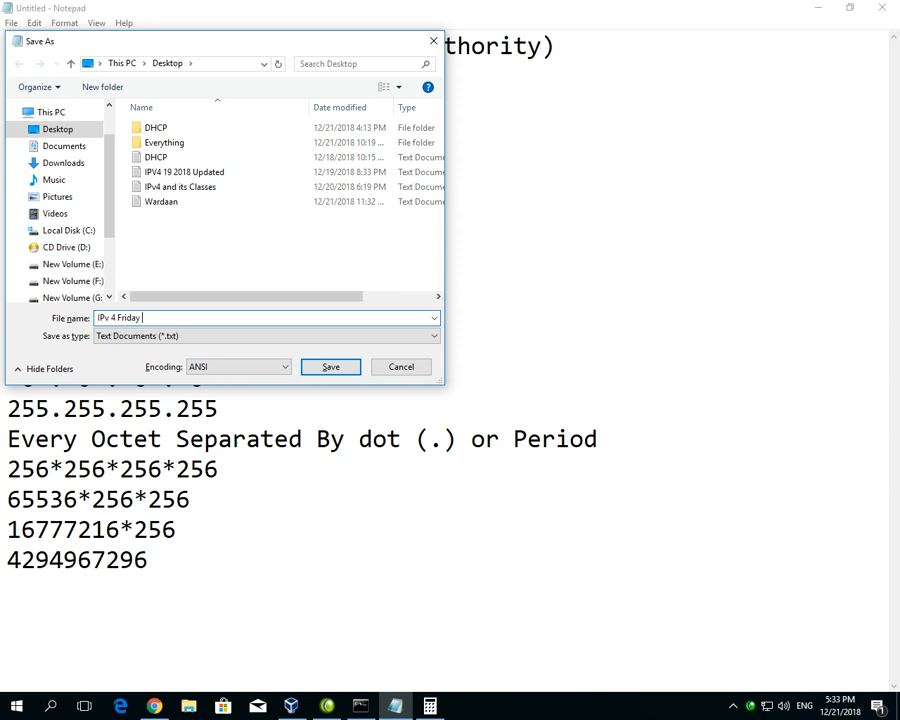 Untitled - Notepad
File Edit Format View Help
Save As
thority)
This PC Desktop
Search Desktop
Organize New folder
Name Date modified Type
This PC
Desktop
Documents
Downloads
Music
Pictures
Videos
Local Disk (C:)
CD Drive (D:)
New Volume (E:)
New Volume (F:)
New Volume (G:
DHCP 12/21/2018 4:13 PM File folder
Everything 12/21/2018 10:19 ... File folder
DHCP 12/18/2018 10:15 ... Text Docume
IPV4 19 2018 Updated 12/19/2018 8:33 PM Text Docume
IPv4 and its Classes 12/20/2018 6:19 PM Text Docume
Wardaan 12/21/2018 11:32 ... Text Docume
File name: IPv 4 Friday
Save as type: Text Documents (*.txt)
Hide Folders Encoding: ANSI Save Cancel
255.255.255.255
Every Octet Separated By dot (.) or Period
256*256*256*256
65536*256*256
16777216*256
4294967296
ENG
5:33 PM
12/21/2018
1